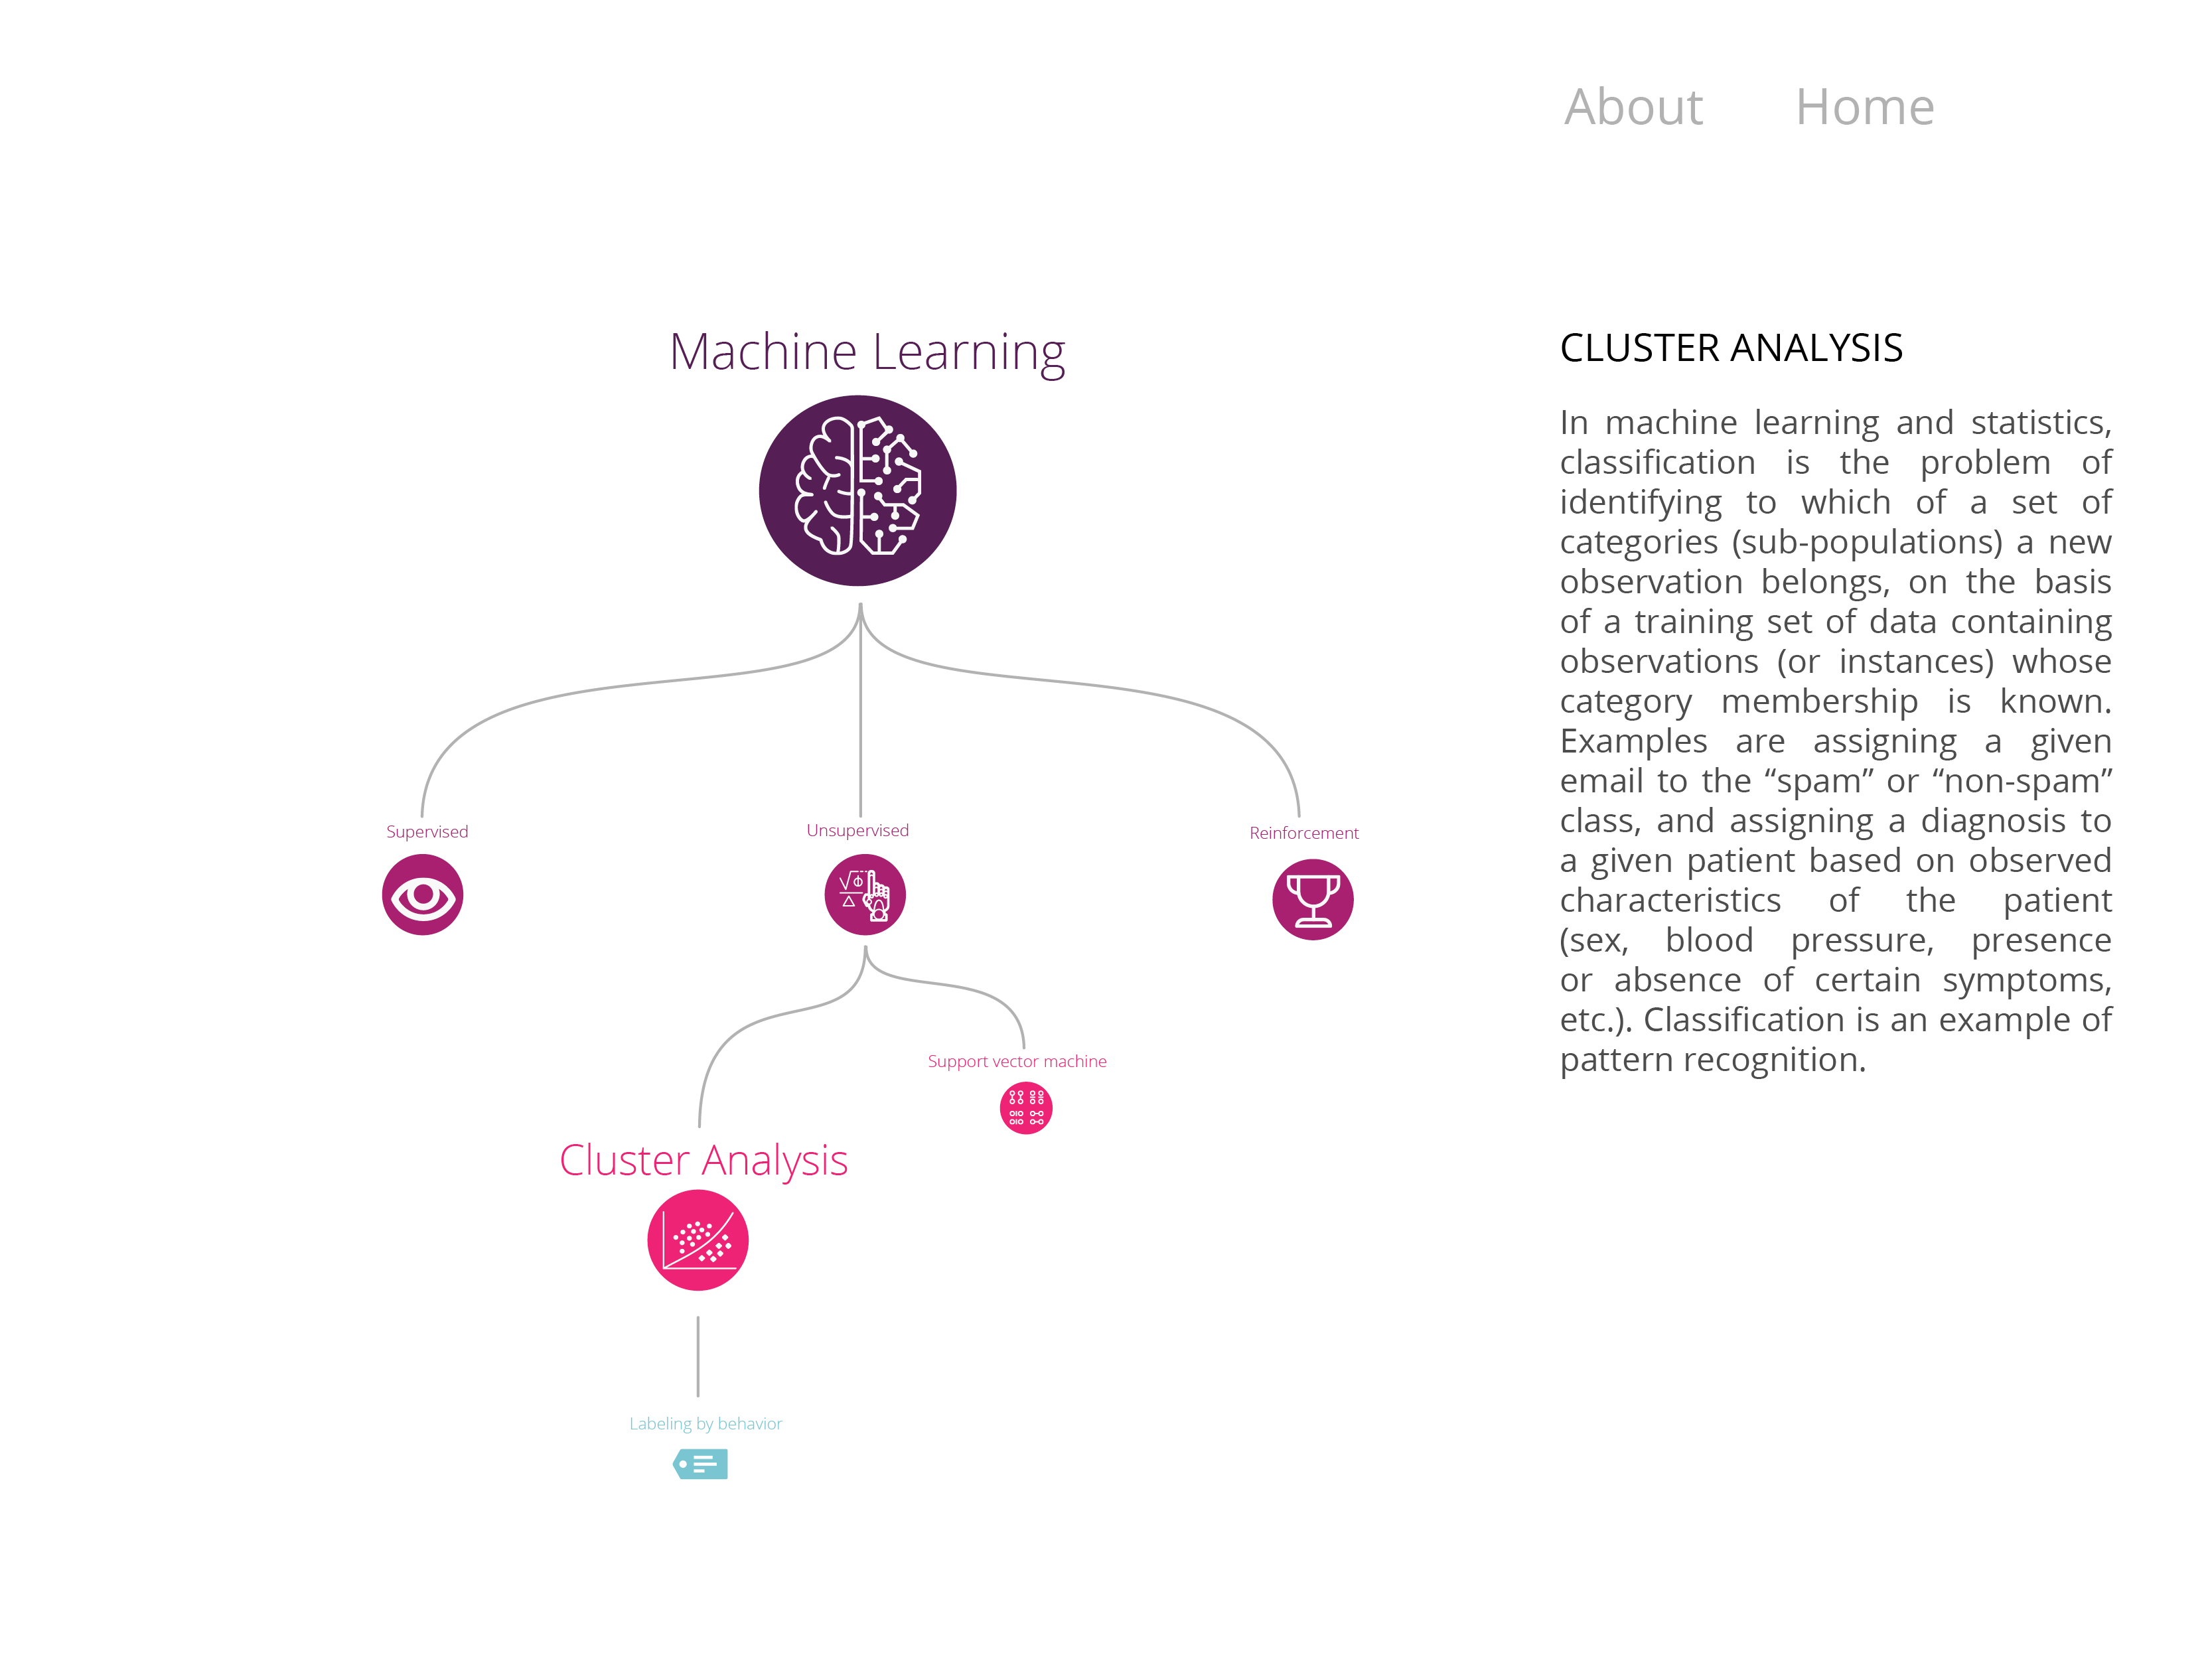 About Home
Machine Learning
Supervised
Unsupervised
Reinforcement
Support vector machine
Cluster Analysis
Labeling by behavior
CLUSTER ANALYSIS
In machine learning and statistics,
classification is the problem of
identifying to which of a set of
categories (sub-populations) a new
observation belongs, on the basis
of a training set of data containing
observations (or instances) whose
category membership is known.
Examples are assigning a given
email to the “spam” or “non-spam”
class, and assigning a diagnosis to
a given patient based on observed
characteristics of the patient
(sex, blood pressure, presence
or absence of certain symptoms,
etc.). Classification is an example of
pattern recognition.